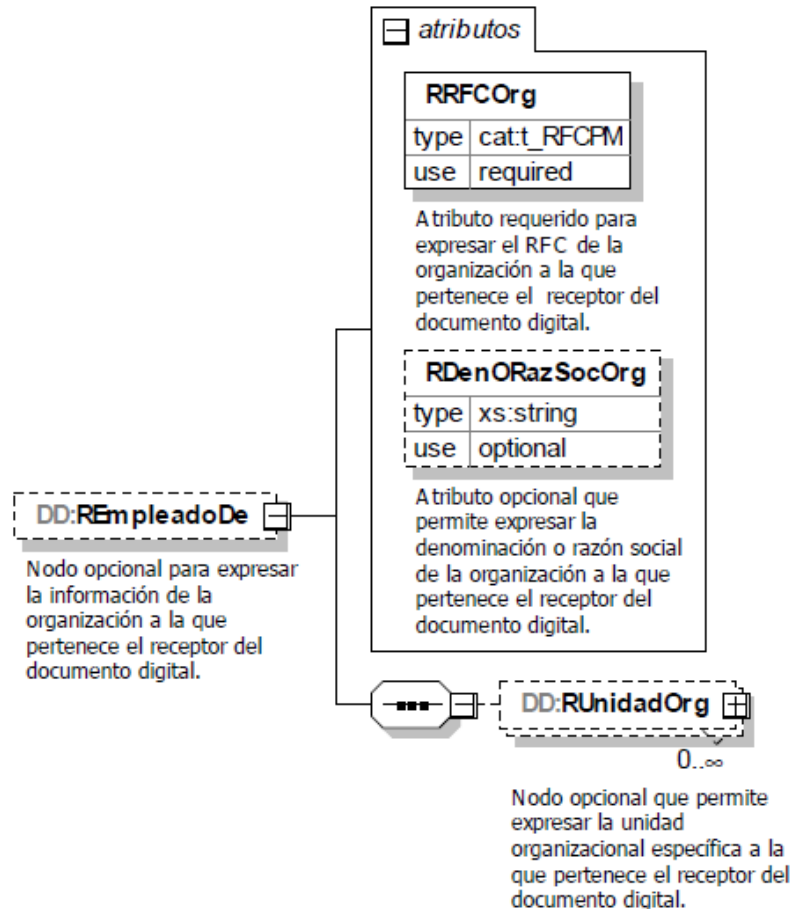 atributos
RRFCOrg
type cat:t_RFCPM
use required
Atributo requerido para
expresar el RFC de la
organización a la que
pertenece el receptor del
documento digital.
RDenORazSocOrg
type xs:string
use optional
Atributo opcional que
permite expresar la
denominación o razón social
de la organización a la que
pertenece el receptor del
documento digital.
DD:REmpleadoDe
Nodo opcional para expresar
la información de la
organización a la que
pertenece el receptor del
documento digital.
DD:RUnidadOrg
0..∞
Nodo opcional que permite
expresar la unidad
organizacional específica a la
que pertenece el receptor del
documento digital.